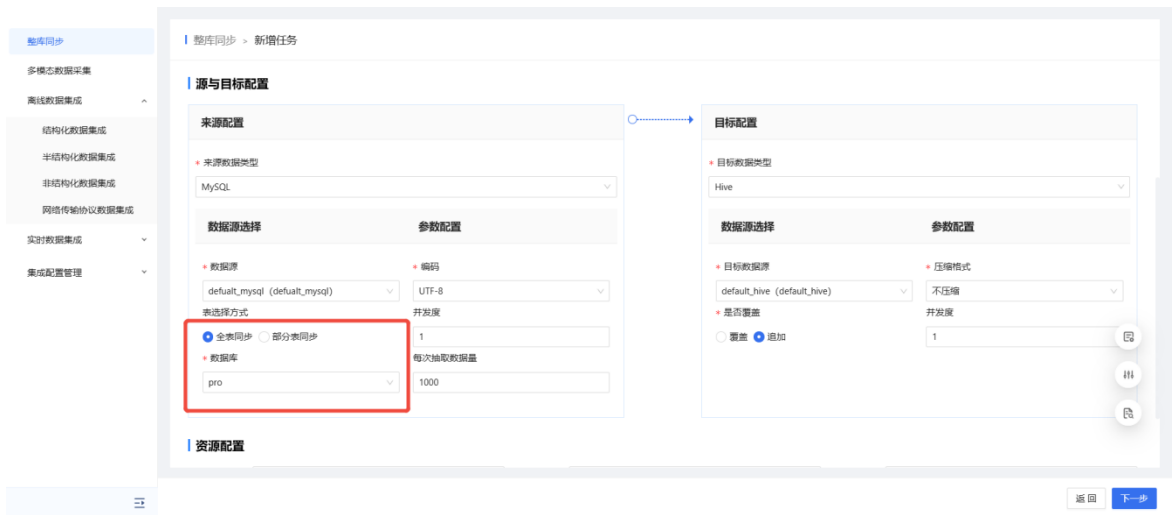 整库同步
多模态数据采集
离线数据集成
结构化数据集成
半结构化数据集成
非结构化数据集成
网络传输协议数据集成
实时数据集成
集成配置管理
整库同步 > 新增任务
源与目标配置
来源配置
* 来源数据类型
MySQL
数据源选择 参数配置
* 数据源 * 编码
defualt_mysql (defualt_mysql) UTF-8
表选择方式 并发度
全表同步 部分表同步 1
* 数据库 每次抽取数据量
pro 1000
目标配置
* 目标数据类型
Hive
数据源选择 参数配置
* 目标数据源 * 压缩格式
default_hive (default_hive) 不压缩
* 是否覆盖 并发度
覆盖 追加 1
资源配置
返回 下一步